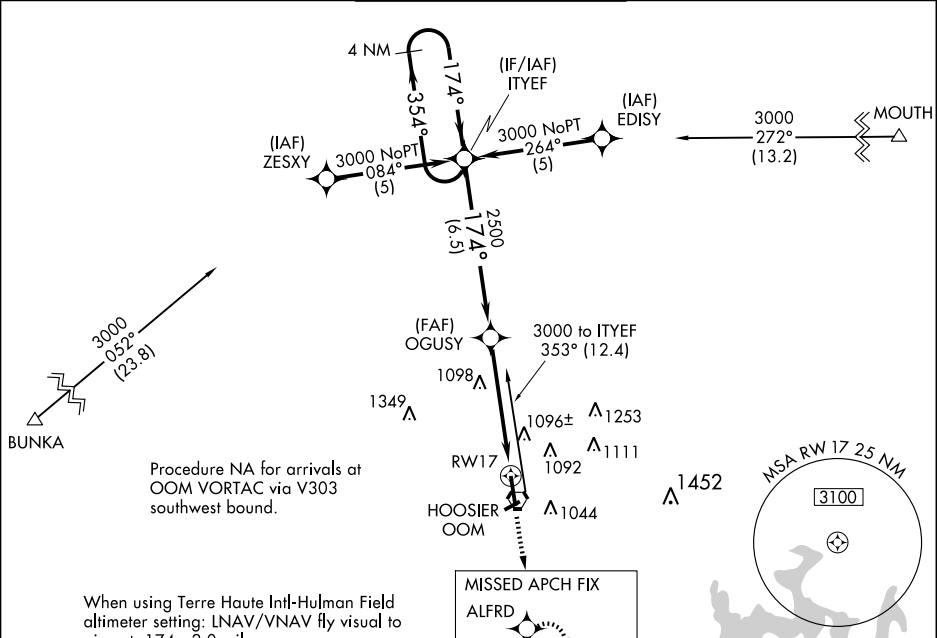 4 NM
174°
354°
(IF/IAF)
ITYEF
(IAF)
EDISY
3000
272°
(13.2)
MOUTH
(IAF)
ZESXY
3000 NoPT
084°
(5)
3000 NoPT
264°
(5)
2500
174°
(6.5)
3000
052°
(23.8)
BUNKA
(FAF)
OGUSY
3000 to ITYEF
353° (12.4)
1098
1349
1096±
1253
1111
1092
RW17
1452
HOOSIER
OOM
1044
Procedure NA for arrivals at
OOM VORTAC via V303
southwest bound.
MSA RW 17 25 NM
3100
MISSED APCH FIX
ALFRD
When using Terre Haute Intl-Hulman Field
altimeter setting: LNAV/VNAV fly visual to